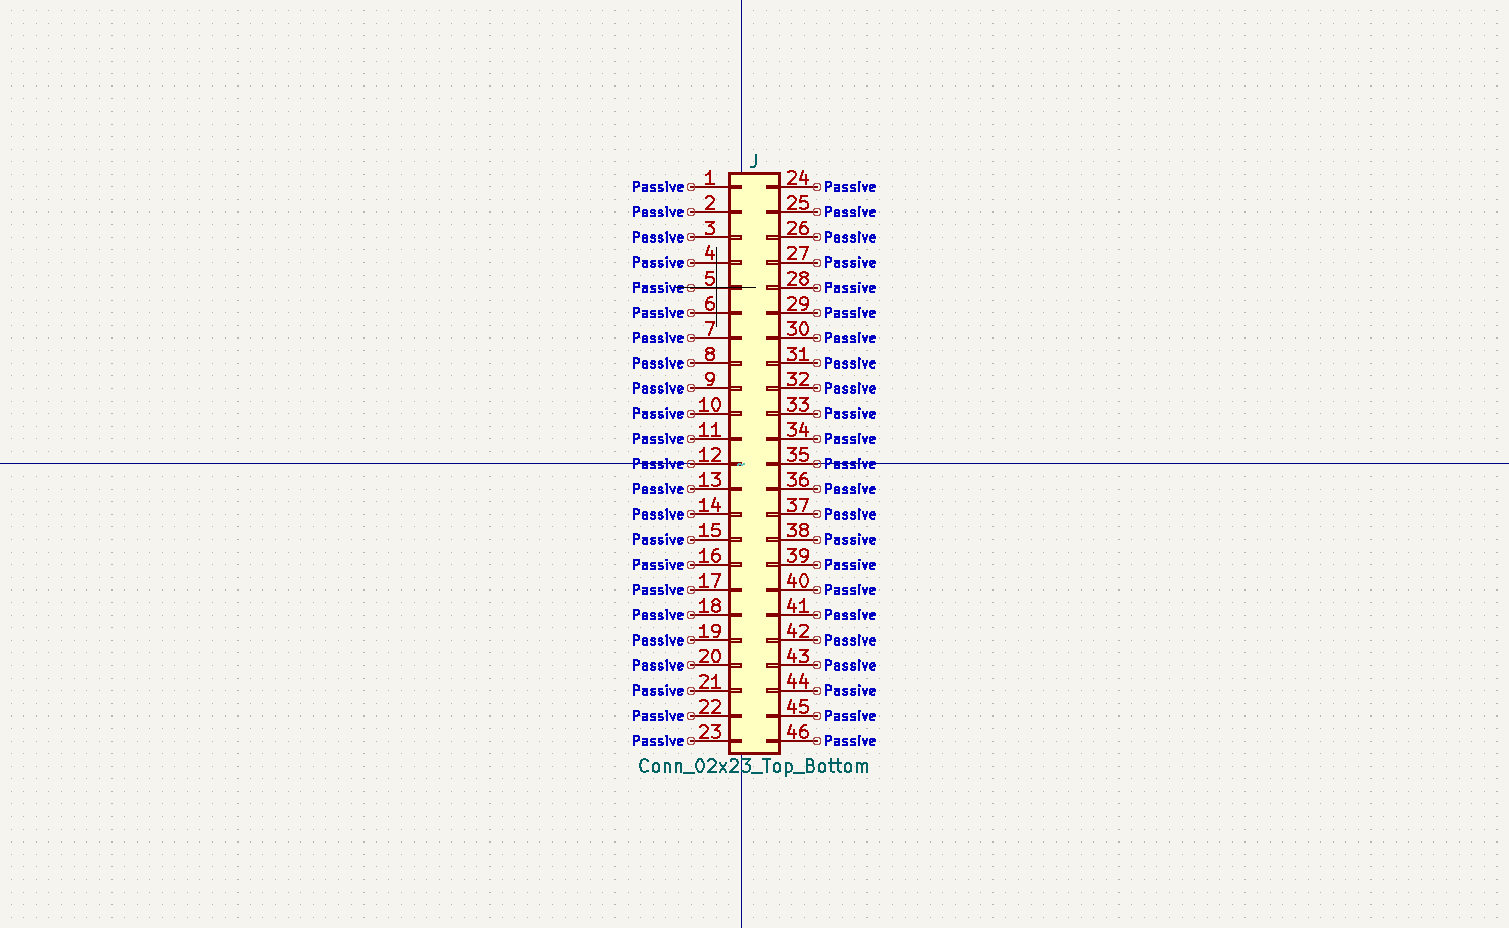 J
Passive 1 24 Passive
Passive 2 25 Passive
Passive 3 26 Passive
Passive 4 27 Passive
Passive 5 28 Passive
Passive 6 29 Passive
Passive 7 30 Passive
Passive 8 31 Passive
Passive 9 32 Passive
Passive 10 33 Passive
Passive 11 34 Passive
Passive 12 35 Passive
Passive 13 36 Passive
Passive 14 37 Passive
Passive 15 38 Passive
Passive 16 39 Passive
Passive 17 40 Passive
Passive 18 41 Passive
Passive 19 42 Passive
Passive 20 43 Passive
Passive 21 44 Passive
Passive 22 45 Passive
Passive 23 46 Passive
Conn_02x23_Top_Bottom